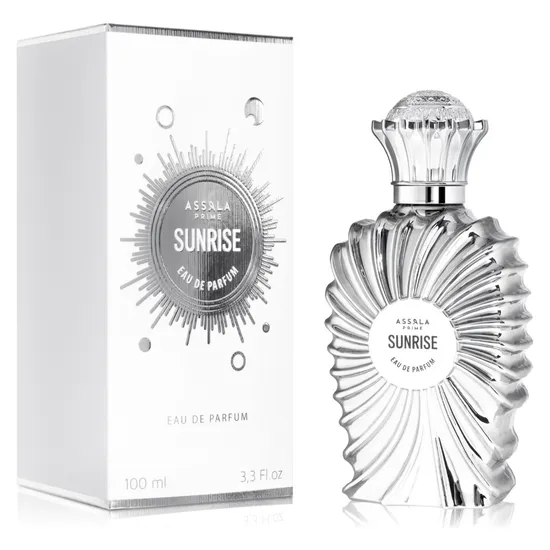 ASSALA
PRIME
SUNRISE
EAU DE PARFUM
EAU DE PARFUM
100 ml
3,3 Fl.oz
ASSALA
PRIME
SUNRISE
EAU DE PARFUM